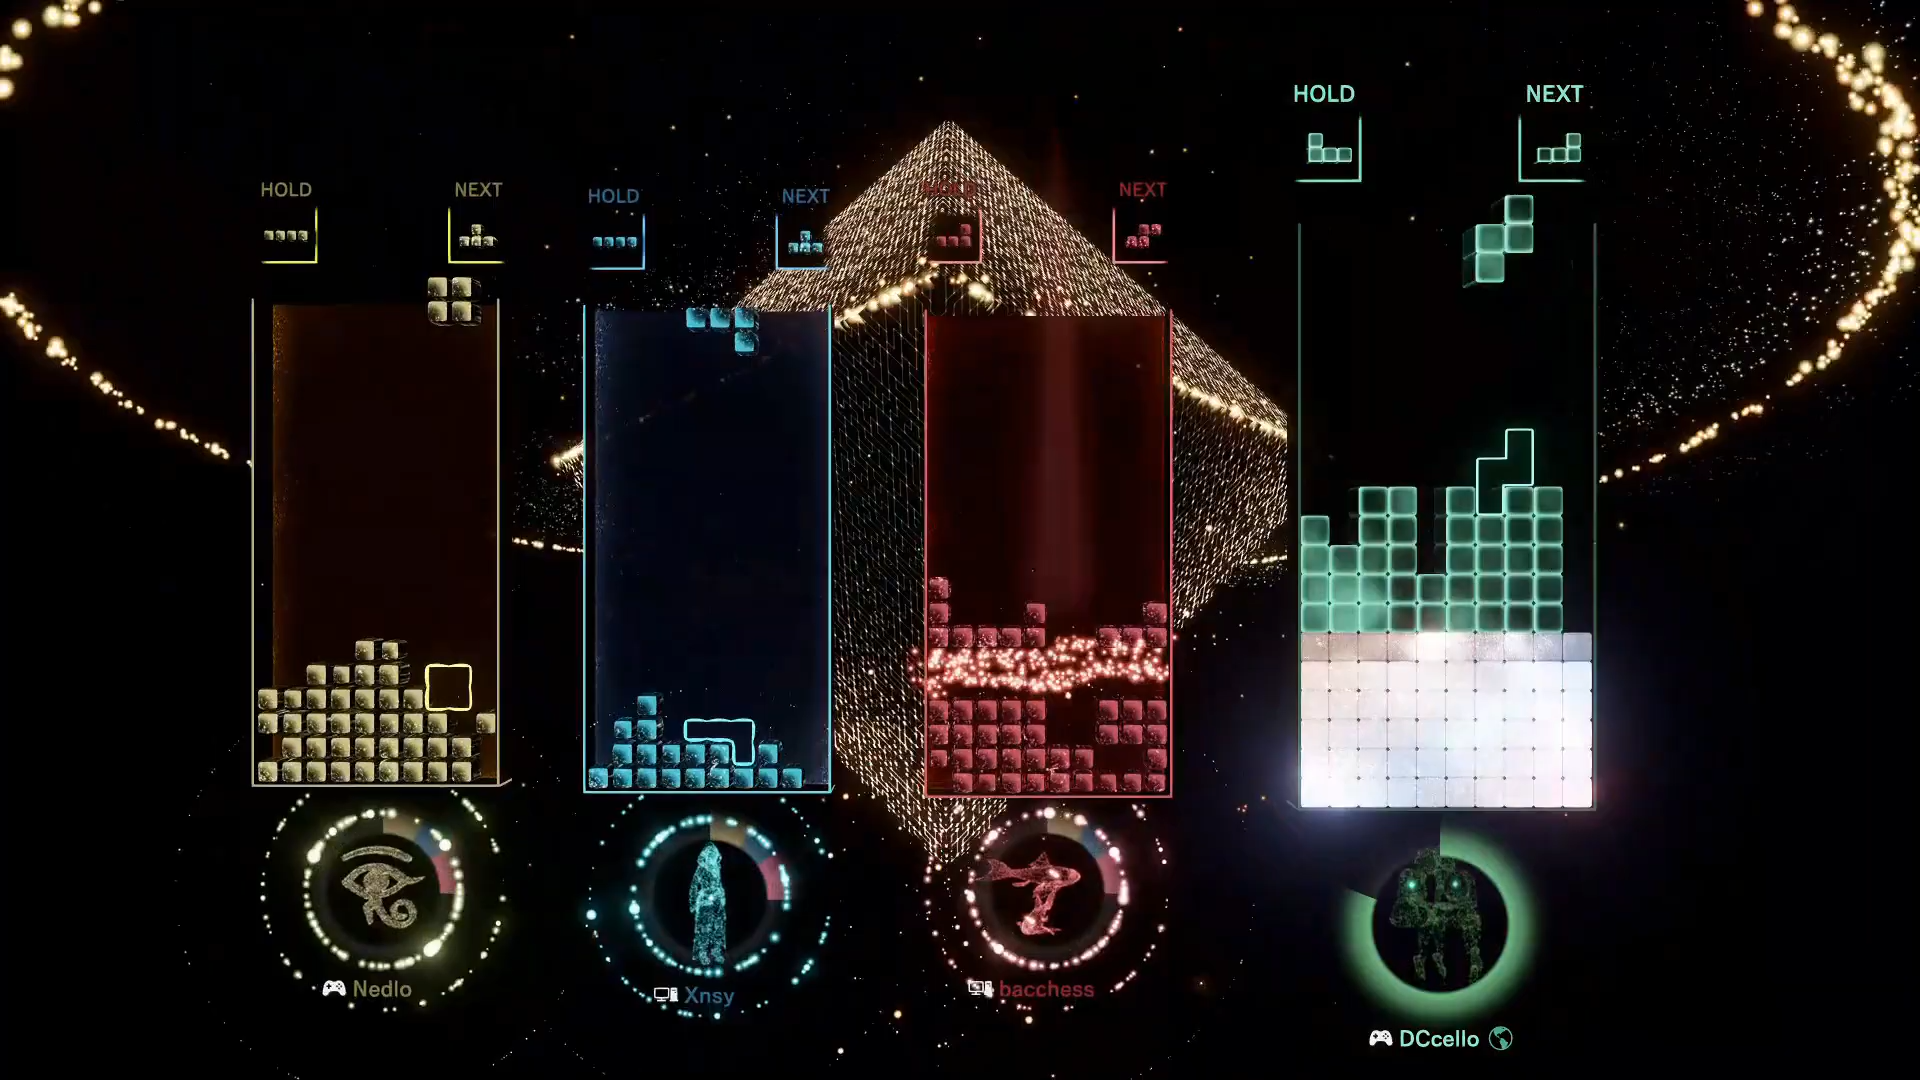 HOLD NEXT
HOLD NEXT
HOLD NEXT
HOLD NEXT
Nedlo
Xnsy
bacchess
DCcello